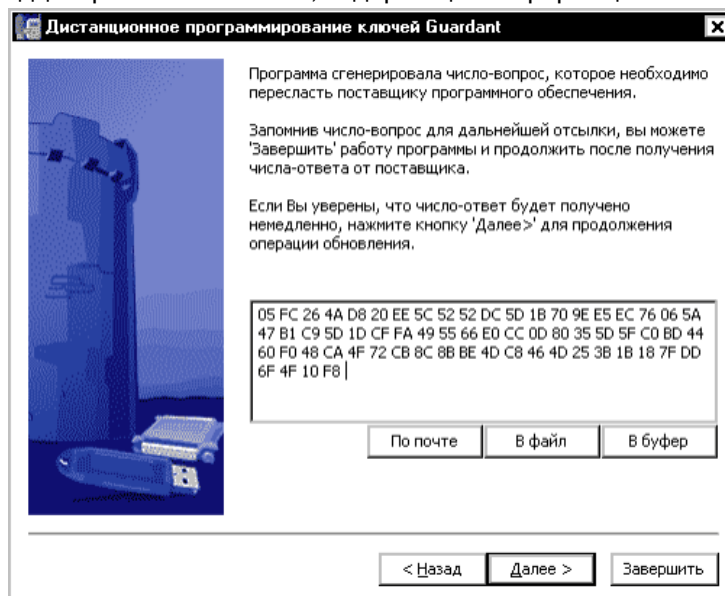 Дистанционное программирование ключей Guardant
Программа сгенерировала число-вопрос, которое необходимо
переслать поставщику программного обеспечения.
Запомнив число-вопрос для дальнейшей отсылки, вы можете
'Завершить' работу программы и продолжить после получения
числа-ответа от поставщика.
Если Вы уверены, что число-ответ будет получено
немедленно, нажмите кнопку 'Далее>' для продолжения
операции обновления.
05 FC 26 4A D8 20 EE 5C 52 52 DC 5D 1B 70 9E E5 EC 76 06 5A
47 B1 C9 5D 1D CF FA 49 55 66 E0 CC 0D 80 35 5D 5F C0 BD 44
60 F0 48 CA 4F 72 CB 8C 8B BE 4D C8 46 4D 25 3B 1B 18 7F DD
6F 4F 10 F8
По почте В файл В буфер
< Назад Далее > Завершить